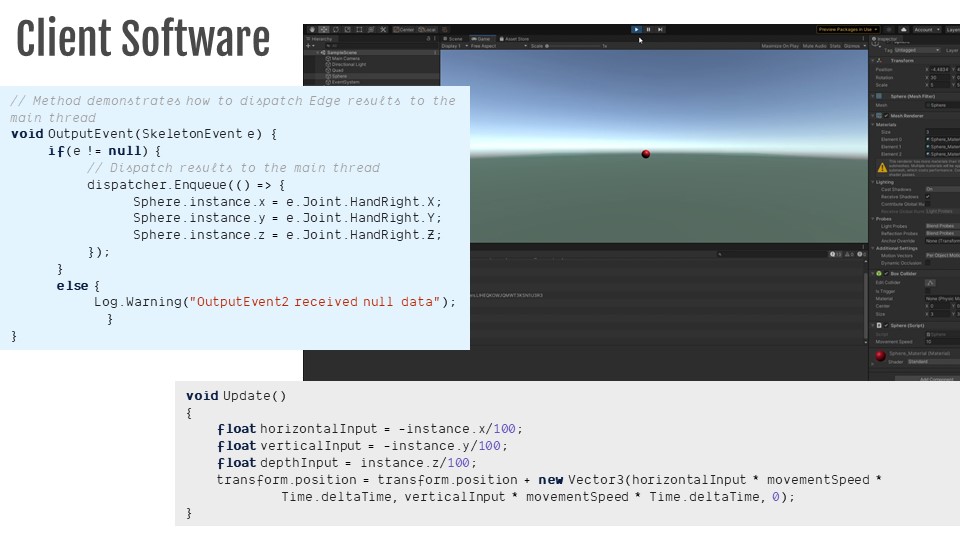 Client Software
// Method demonstrates how to dispatch Edge results to the
main thread
void OutputEvent(SkeletonEvent e) {
if(e != null) {
// Dispatch results to the main thread
dispatcher.Enqueue(() => {
Sphere.instance.x = e.Joint.HandRight.X;
Sphere.instance.y = e.Joint.HandRight.Y;
Sphere.instance.z = e.Joint.HandRight.Z;
});
}
else {
Log.Warning("OutputEvent2 received null data");
}
}
Center
Local
Preview Packages in Use
Account
Layers
Hierarchy
Scene
Game
Asset Store
Inspector
Display 1
Free Aspect
Scale
1x
Maximize On Play
Mute Audio
Stats
Gizmos
SampleScene
Main Camera
Directional Light
Quad
Sphere
EventSystem
Tag Untagged
Layer
Transform
Position
Rotation
Scale
Sphere (Mesh Filter)
Mesh
Sphere
Mesh Renderer
Materials
Size
Element 0
Element 1
Element 2
Lighting
Cast Shadows
On
Receive Shadows
Probes
Light Probes
Blend Probes
Reflection Probes
Blend Probes
Anchor Override
Additional Settings
Motion Vectors
Dynamic Occlusion
Box Collider
Edit Collider
Is Trigger
Material
Center
Size
Sphere (Script)
Script
Sphere
Movement Speed
10
Sphere_Material (Material)
Shader
Standard
Add Component
void Update()
{
float horizontalInput = -instance.x/100;
float verticalInput = -instance.y/100;
float depthInput = instance.z/100;
transform.position = transform.position + new Vector3(horizontalInput * movementSpeed *
Time.deltaTime, verticalInput * movementSpeed * Time.deltaTime, 0);
}